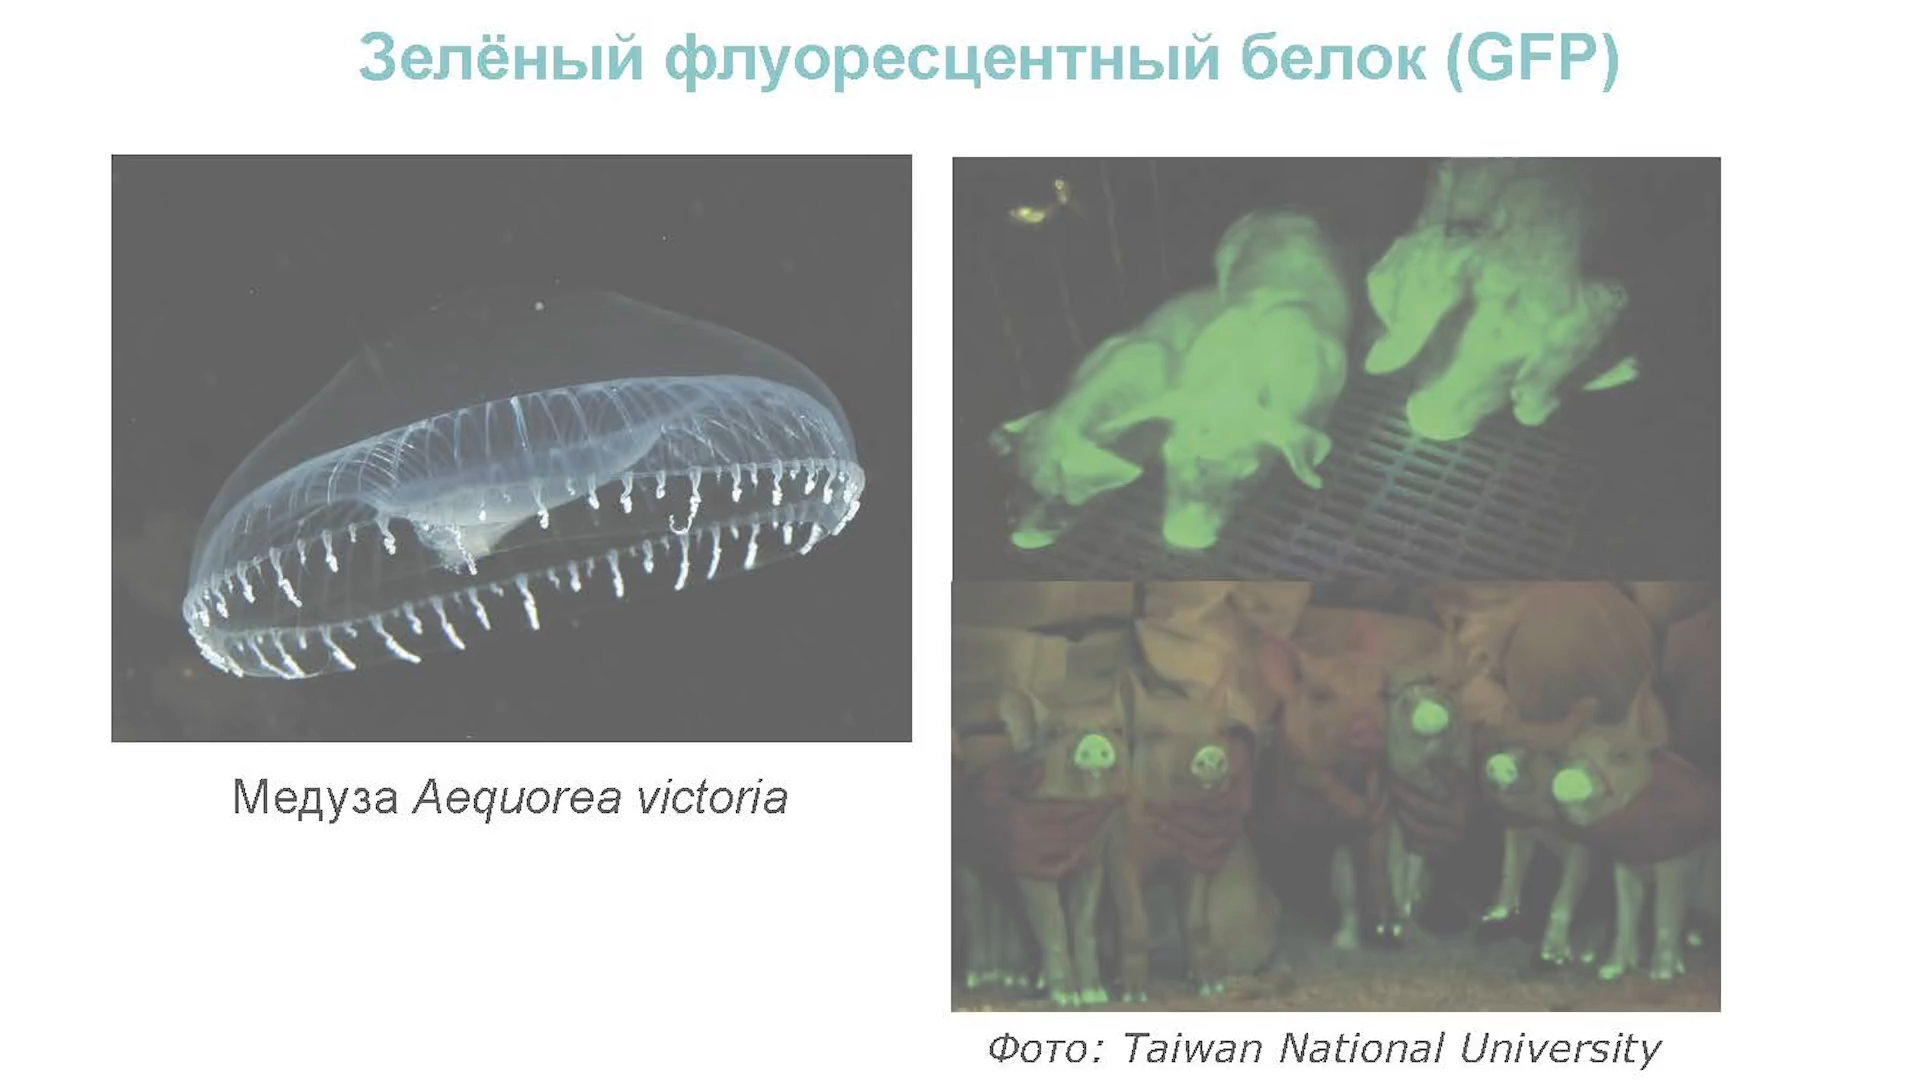 Зелёный флуоресцентный белок (GFP)
Медуза Aequorea victoria
Фото: Taiwan National University